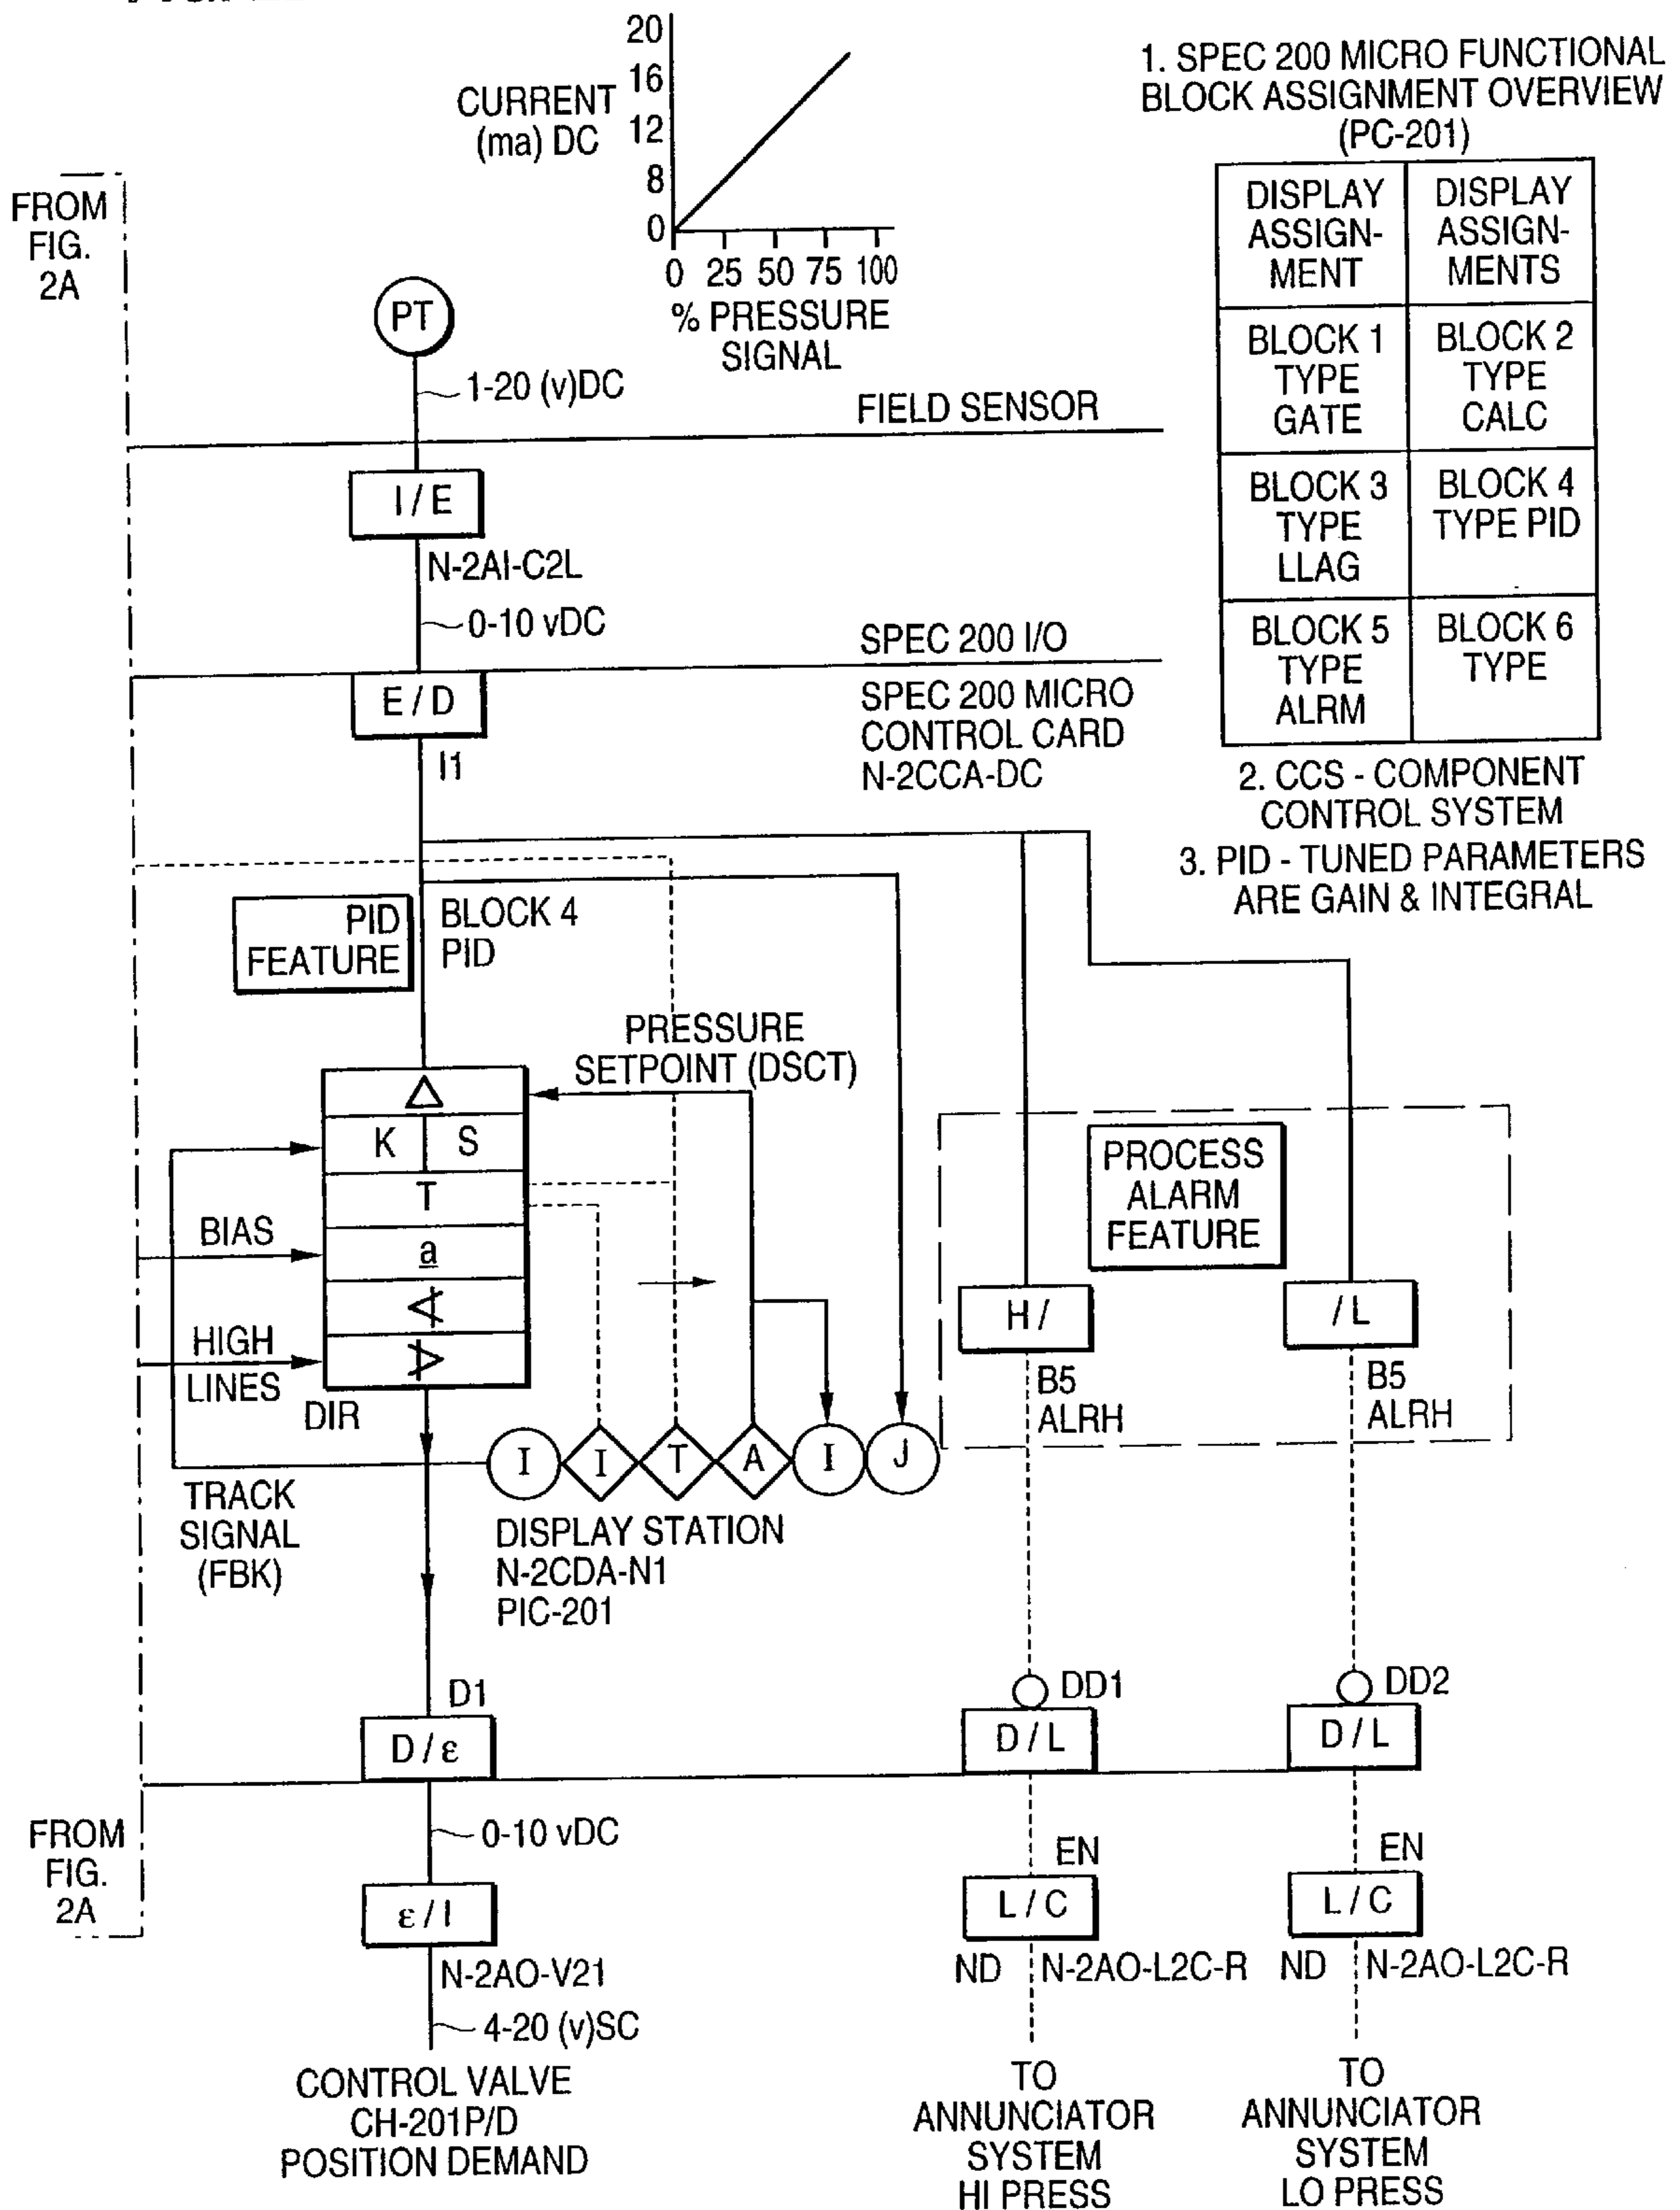 20
16
12
8
0
CURRENT
(ma) DC
0 25 50 75 100
% PRESSURE
SIGNAL
1. SPEC 200 MICRO FUNCTIONAL
BLOCK ASSIGNMENT OVERVIEW
(PC-201)
DISPLAY
ASSIGN-
MENT
DISPLAY
ASSIGN-
MENTS
BLOCK 1
TYPE
GATE
BLOCK 2
TYPE
CALC
BLOCK 3
TYPE
LLAG
BLOCK 4
TYPE PID
BLOCK 5
TYPE
ALRM
BLOCK 6
TYPE
2. CCS - COMPONENT
CONTROL SYSTEM
3. PID - TUNED PARAMETERS
ARE GAIN & INTEGRAL
FROM
FIG.
2A
PT
1-20 (v)DC
FIELD SENSOR
I / E
N-2AI-C2L
0-10 vDC
SPEC 200 I/O
E / D
SPEC 200 MICRO
CONTROL CARD
N-2CCA-DC
I1
PID
FEATURE
BLOCK 4
PID
PRESSURE
SETPOINT (DSCT)
Δ
K S
T
a
BIAS
HIGH
LINES
DIR
PROCESS
ALARM
FEATURE
H /
/ L
B5
ALRH
B5
ALRH
I I T A I J
TRACK
SIGNAL
(FBK)
DISPLAY STATION
N-2CDA-N1
PIC-201
D1
D / ε
DD1
D / L
DD2
D / L
FROM
FIG.
2A
0-10 vDC
ε / I
N-2AO-V21
4-20 (v)SC
EN
L / C
ND N-2AO-L2C-R
EN
L / C
ND N-2AO-L2C-R
CONTROL VALVE
CH-201P/D
POSITION DEMAND
TO
ANNUNCIATOR
SYSTEM
HI PRESS
TO
ANNUNCIATOR
SYSTEM
LO PRESS